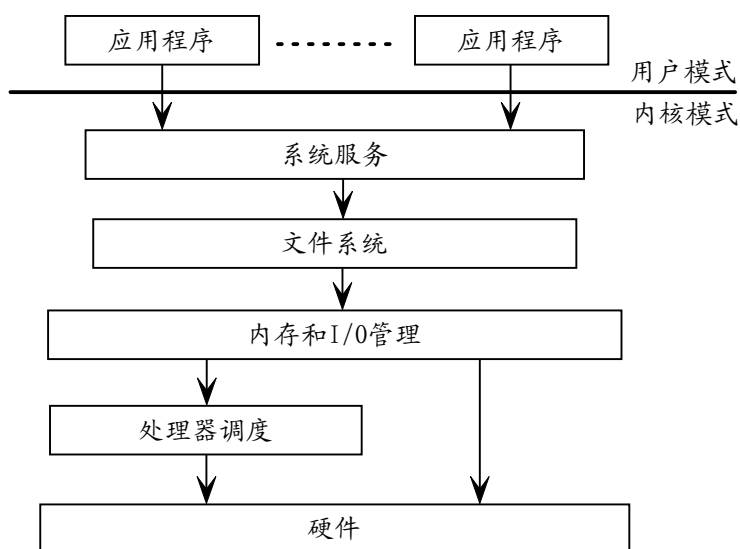 应用程序
应用程序
用户模式
内核模式
系统服务
文件系统
内存和I/O管理
处理器调度
硬件